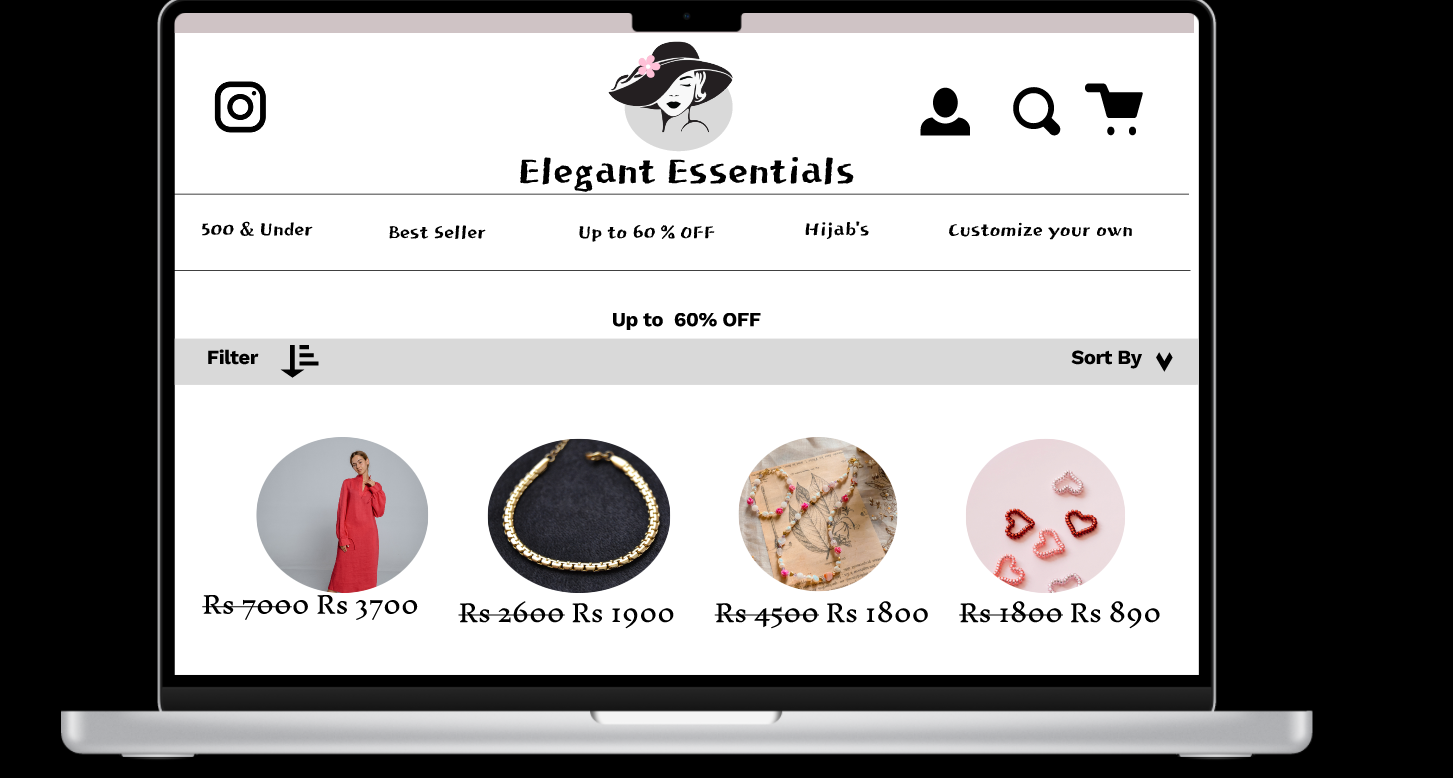 Elegant Essentials
500 & Under Best Seller Up to 60 % OFF Hijab's Customize your own
Up to 60% OFF
Filter Sort By
Rs 7000 Rs 3700 Rs 2600 Rs 1900 Rs 4500 Rs 1800 Rs 1800 Rs 890